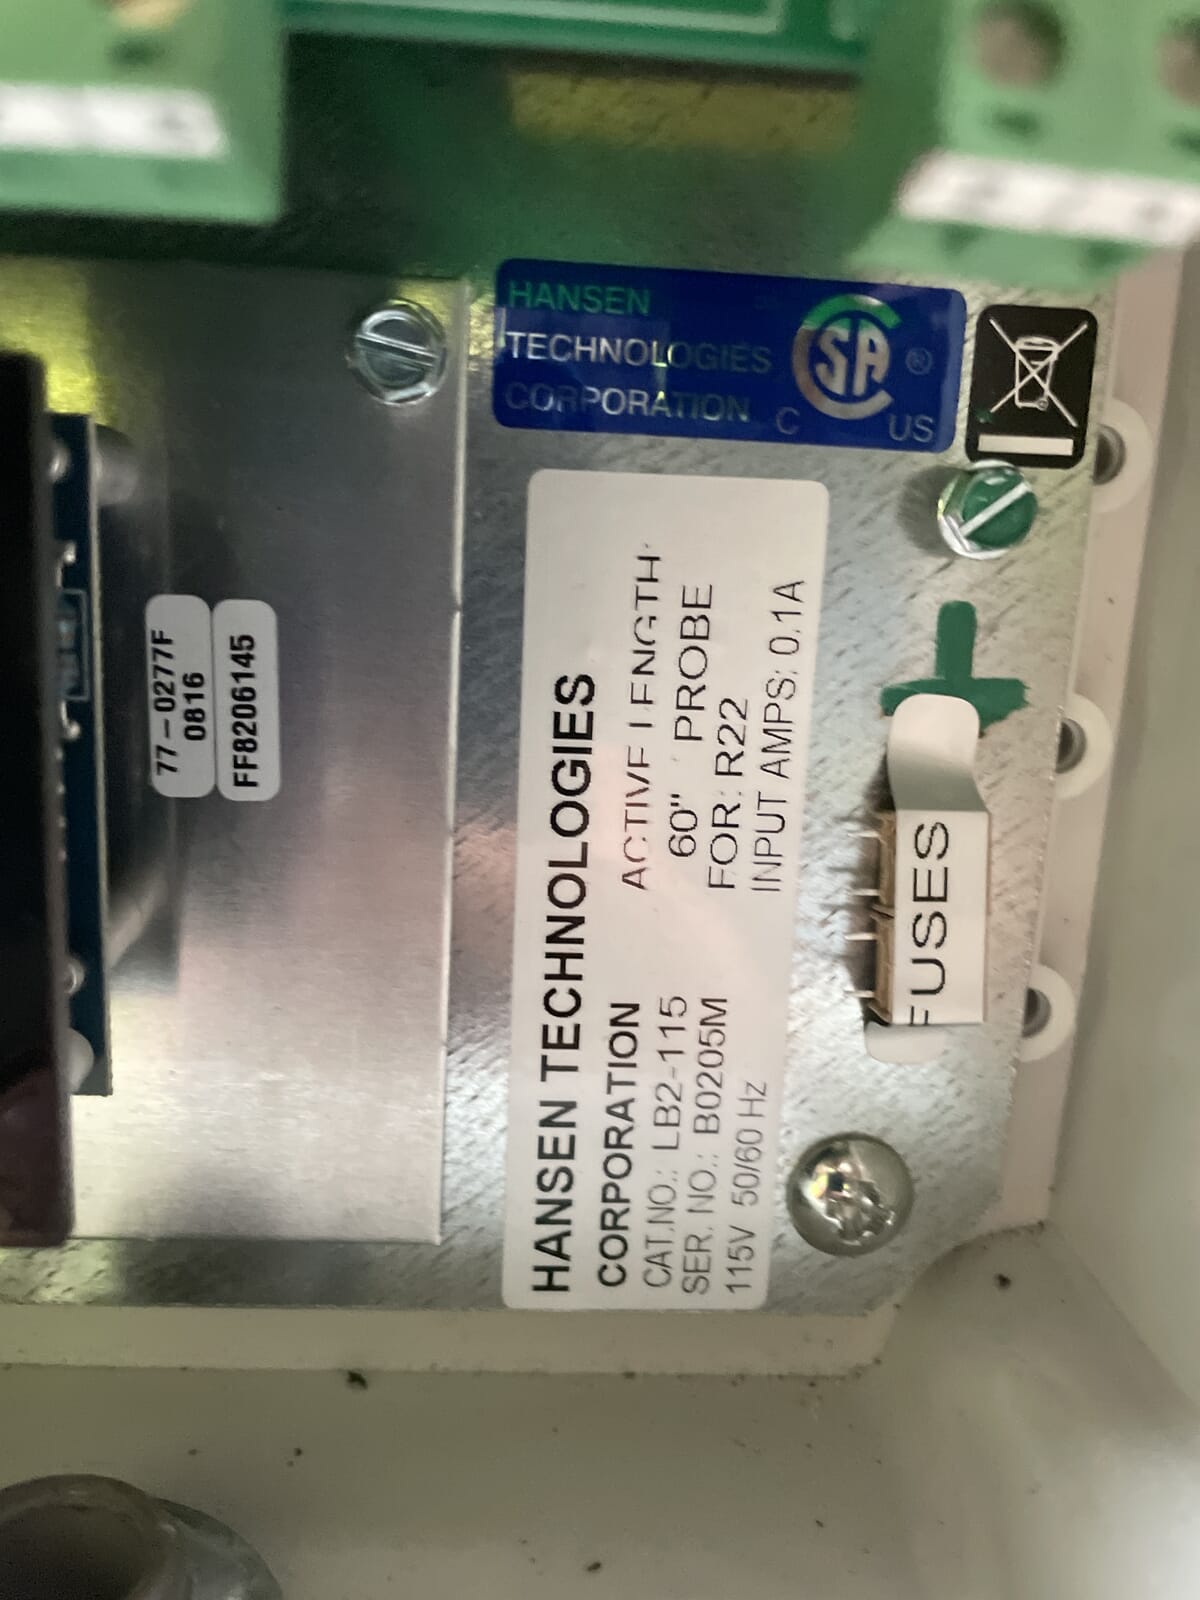 HANSEN
TECHNOLOGIES
CORPORATION
SA
®
C
US
77-0277F
0816
FF8206145
HANSEN TECHNOLOGIES
CORPORATION
CAT.NO.: LB2-115
SER. NO.: B0205M
115V 50/60 Hz
ACTIVE LENGTH:
60" PROBE
FOR: R22
INPUT AMPS: 0.1A
FUSES